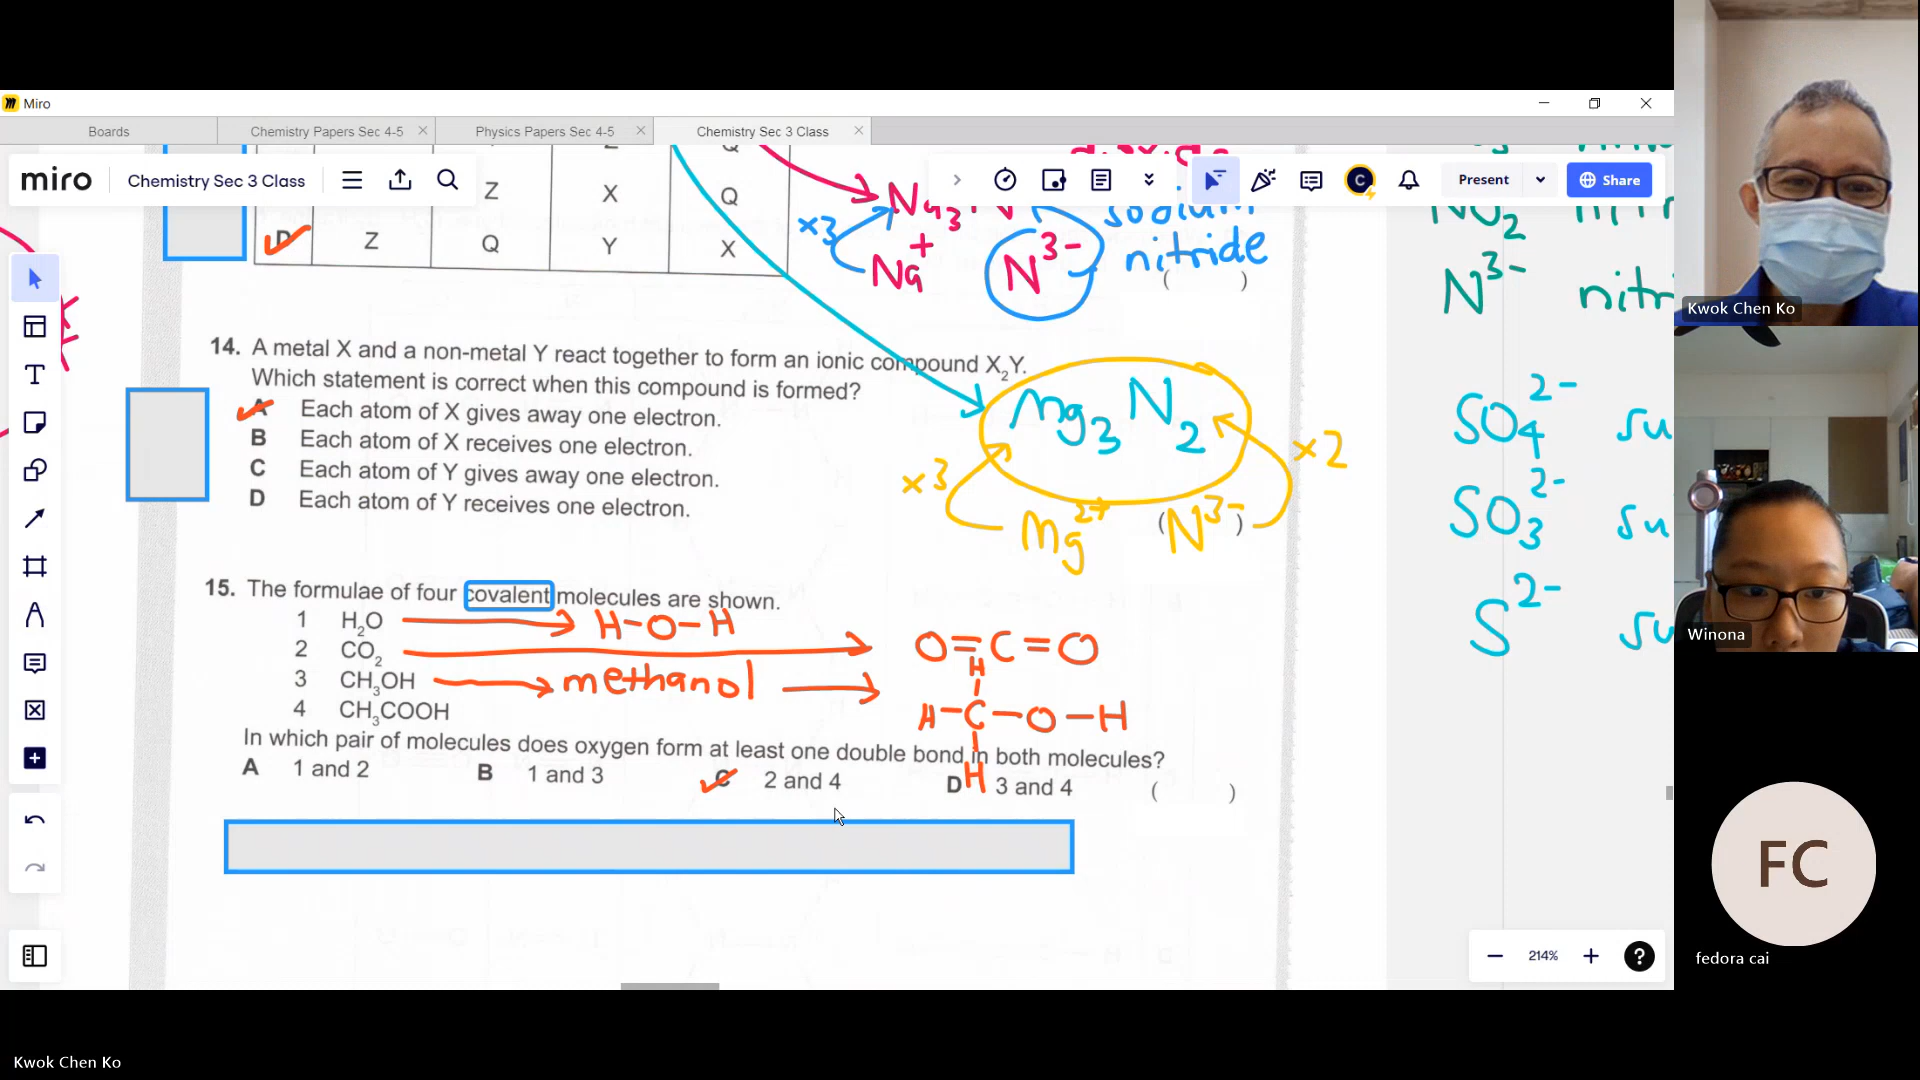 Miro
Boards
Chemistry Papers Sec 4-5
Physics Papers Sec 4-5
Chemistry Sec 3 Class
miro
Chemistry Sec 3 Class
Present
Share
Q
Z X Q
D Z Q Y X
Na3N
sodium
nitride
x3
Na+
N3-
( )
NO2
N3-
14. A metal X and a non-metal Y react together to form an ionic compound X2Y.
Which statement is correct when this compound is formed?
A Each atom of X gives away one electron.
B Each atom of X receives one electron.
C Each atom of Y gives away one electron.
D Each atom of Y receives one electron.
( )
Mg3N2
x3
x2
Mg2+
N3-
SO4 2-
SO3 2-
S2-
15. The formulae of four covalent molecules are shown.
1 H2O
H-O-H
2 CO2
O=C=O
3 CH3OH
methanol
H
H-C-O-H
H
4 CH3COOH
In which pair of molecules does oxygen form at least one double bond in both molecules?
A 1 and 2 B 1 and 3 C 2 and 4 D 3 and 4 ( )
214%
Kwok Chen Ko
Winona
FC
fedora cai
Kwok Chen Ko